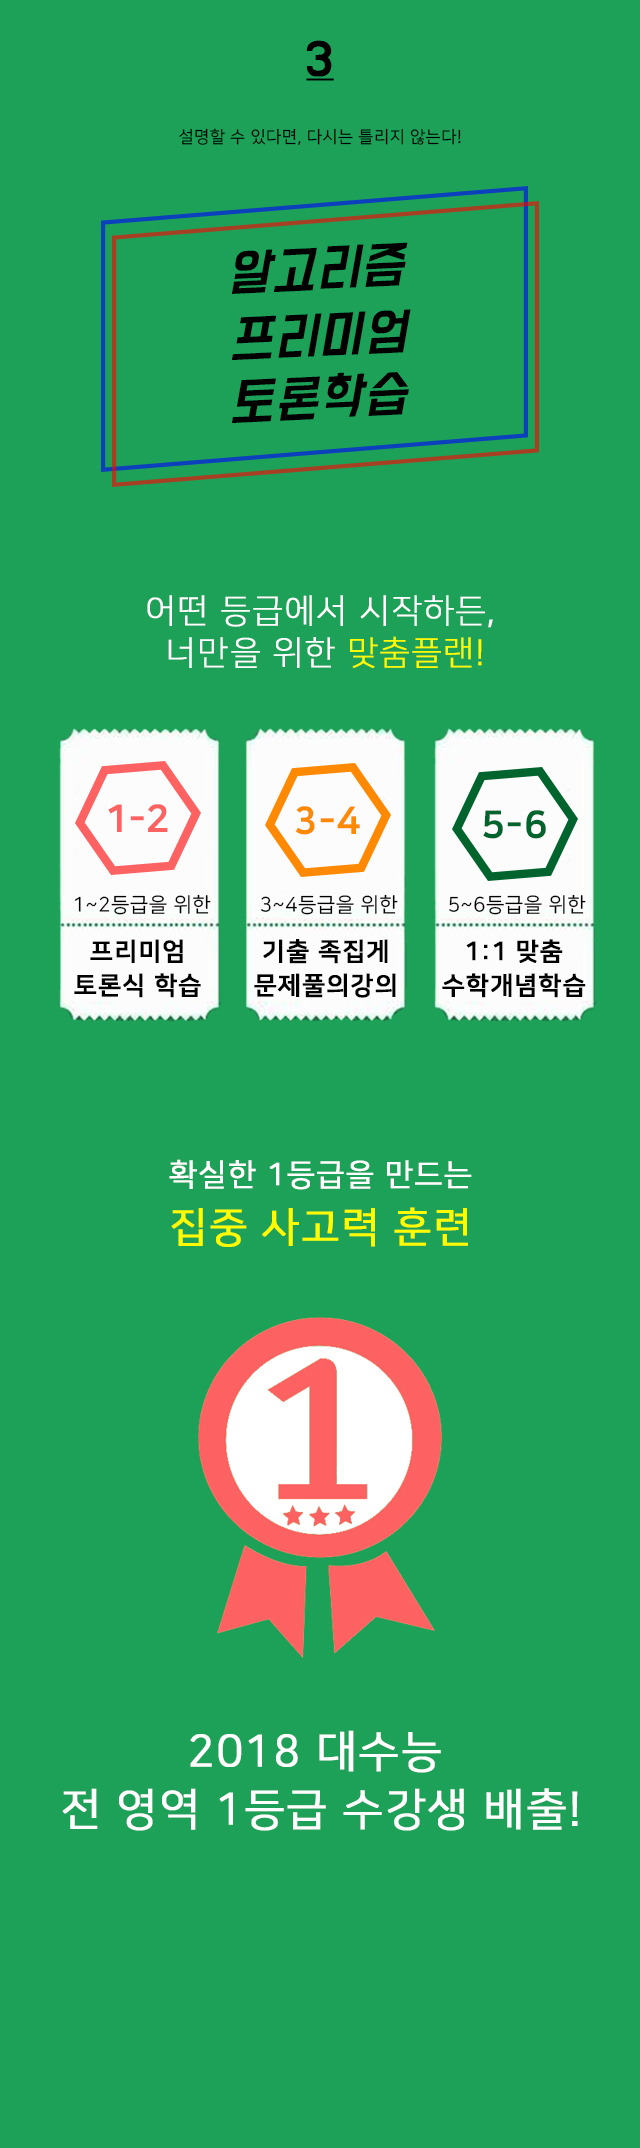 3
설명할 수 있다면, 다시는 틀리지 않는다!
알고리즘
프리미엄
토론학습
어떤 등급에서 시작하든,
너만을 위한 맞춤플랜!
1-2
1~2등급을 위한
프리미엄
토론식 학습
3-4
3~4등급을 위한
기출 족집게
문제풀의강의
5-6
5~6등급을 위한
1:1 맞춤
수학개념학습
확실한 1등급을 만드는
집중 사고력 훈련
1
2018 대수능
전 영역 1등급 수강생 배출!